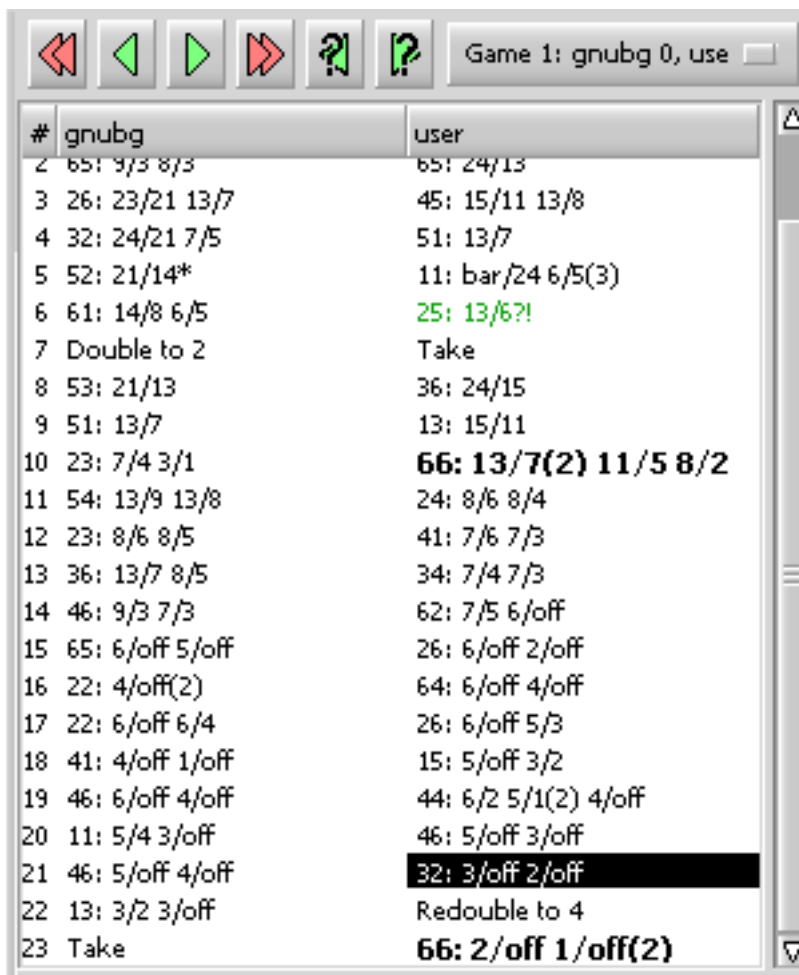 Game 1: gnubg 0, use
# gnubg user
2 65: 9/3 8/3 65: 24/13
3 26: 23/21 13/7 45: 15/11 13/8
4 32: 24/21 7/5 51: 13/7
5 52: 21/14* 11: bar/24 6/5(3)
6 61: 14/8 6/5 25: 13/6?!
7 Double to 2 Take
8 53: 21/13 36: 24/15
9 51: 13/7 13: 15/11
10 23: 7/4 3/1 66: 13/7(2) 11/5 8/2
11 54: 13/9 13/8 24: 8/6 8/4
12 23: 8/6 8/5 41: 7/6 7/3
13 36: 13/7 8/5 34: 7/4 7/3
14 46: 9/3 7/3 62: 7/5 6/off
15 65: 6/off 5/off 26: 6/off 2/off
16 22: 4/off(2) 64: 6/off 4/off
17 22: 6/off 6/4 26: 6/off 5/3
18 41: 4/off 1/off 15: 5/off 3/2
19 46: 6/off 4/off 44: 6/2 5/1(2) 4/off
20 11: 5/4 3/off 46: 5/off 3/off
21 46: 5/off 4/off 32: 3/off 2/off
22 13: 3/2 3/off Redouble to 4
23 Take 66: 2/off 1/off(2)